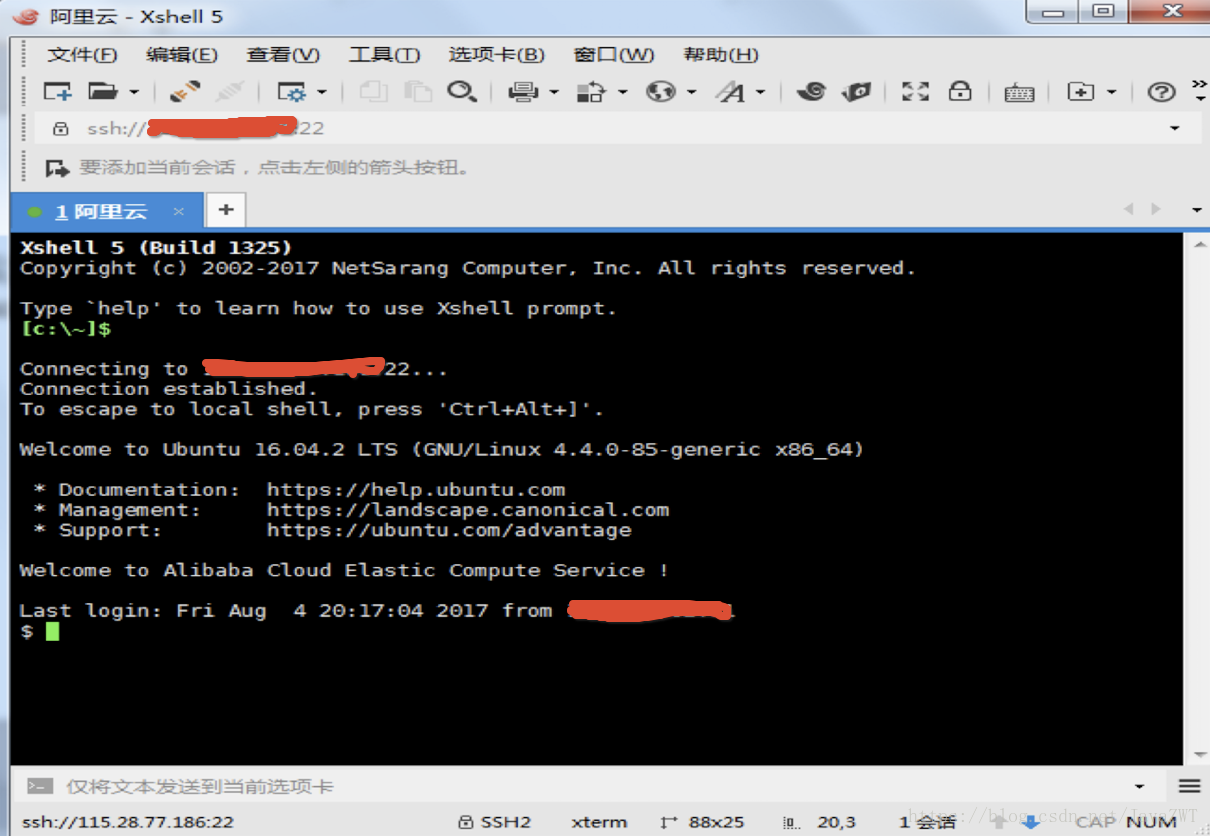 阿里云 - Xshell 5
文件(F) 编辑(E) 查看(V) 工具(T) 选项卡(B) 窗口(W) 帮助(H)
ssh:// :22
要添加当前会话，点击左侧的箭头按钮。
1 阿里云 × +
Xshell 5 (Build 1325)
Copyright (c) 2002-2017 NetSarang Computer, Inc. All rights reserved.
Type `help' to learn how to use Xshell prompt.
[c:\~]$
Connecting to 22...
Connection established.
To escape to local shell, press 'Ctrl+Alt+]'.
Welcome to Ubuntu 16.04.2 LTS (GNU/Linux 4.4.0-85-generic x86_64)
* Documentation: https://help.ubuntu.com
* Management: https://landscape.canonical.com
* Support: https://ubuntu.com/advantage
Welcome to Alibaba Cloud Elastic Compute Service !
Last login: Fri Aug 4 20:17:04 2017 from
$
仅将文本发送到当前选项卡
ssh://115.28.77.186:22 SSH2 xterm 88x25 20,3 1 会话 CAP NUM
https://blog.csdn.net/JavaZWT